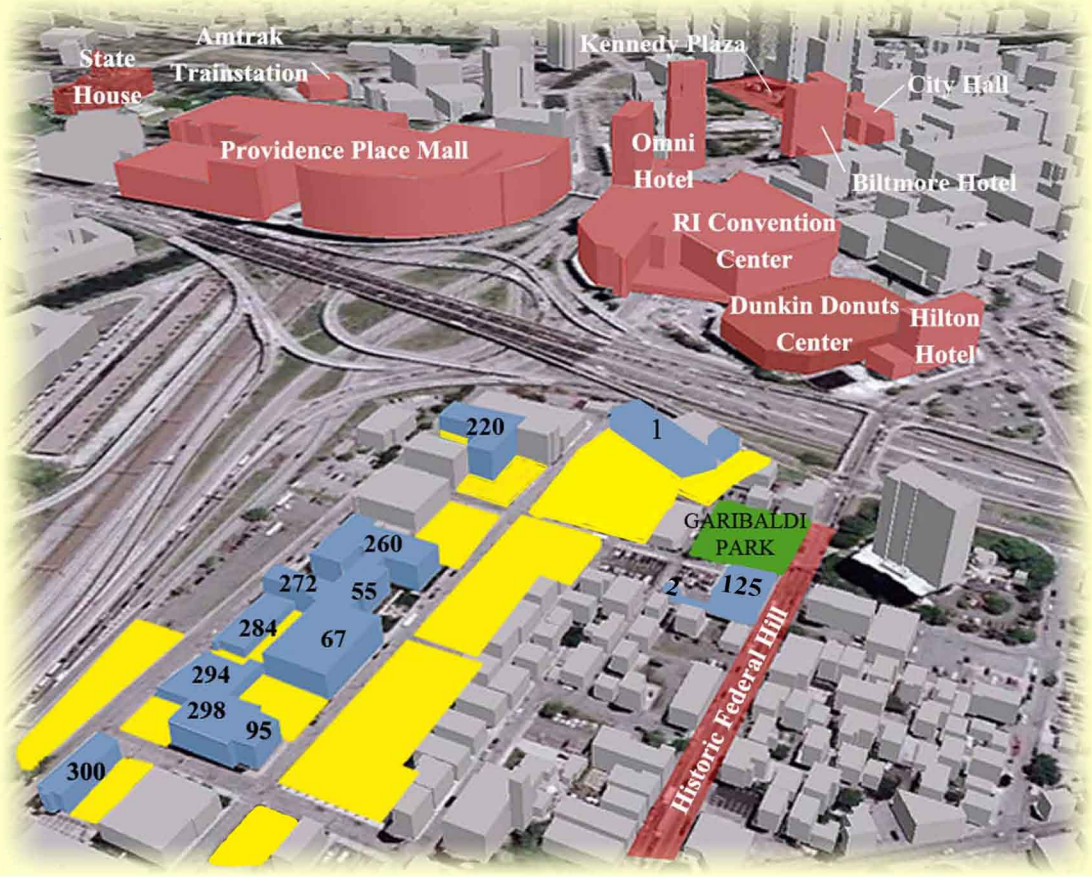 State
House
Amtrak
Trainstation
Kennedy Plaza
City Hall
Providence Place Mall
Omni
Hotel
Biltmore Hotel
RI Convention
Center
Dunkin Donuts
Center
Hilton
Hotel
220
1
GARIBALDI
PARK
260
272
55
2
125
284
67
294
298
95
300
Historic Federal Hill